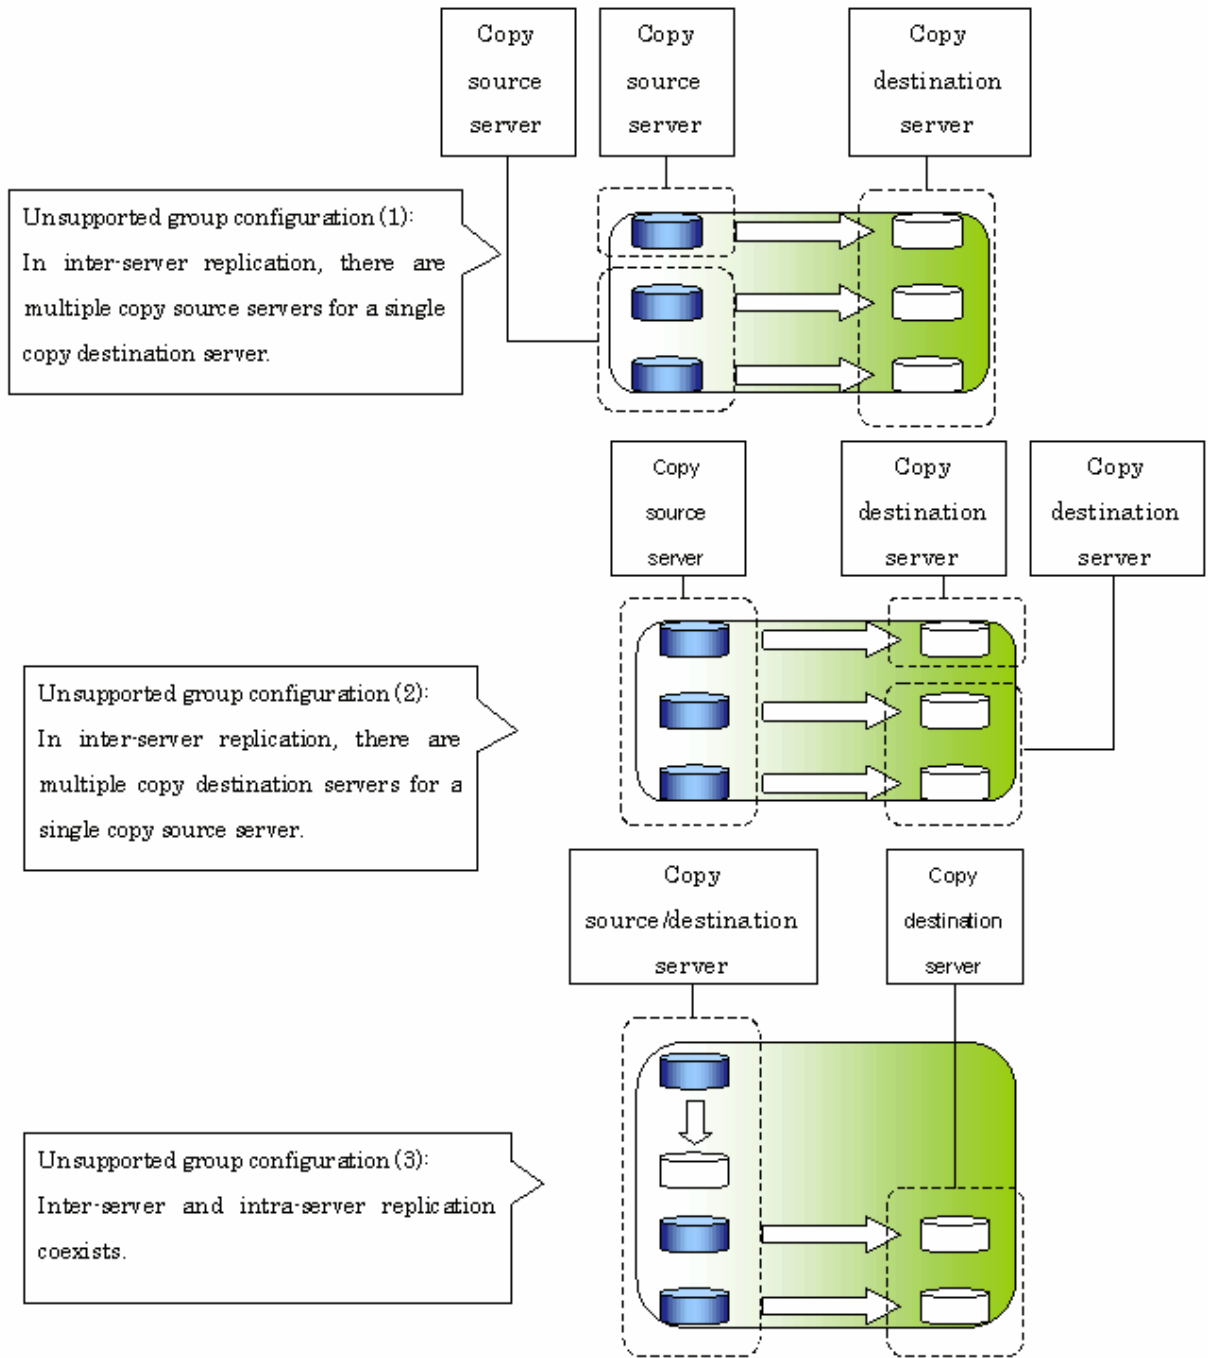 Copy
source
server
Copy
source
server
Copy
destination
server
Unsupported group configuration (1):
In inter-server replication, there are
multiple copy source servers for a single
copy destination server.
Copy
source
server
Copy
destination
server
Copy
destination
server
Unsupported group configuration (2):
In inter-server replication, there are
multiple copy destination servers for a
single copy source server.
Copy
source/destination
server
Copy
destination
server
Unsupported group configuration (3):
Inter-server and intra-server replication
coexists.